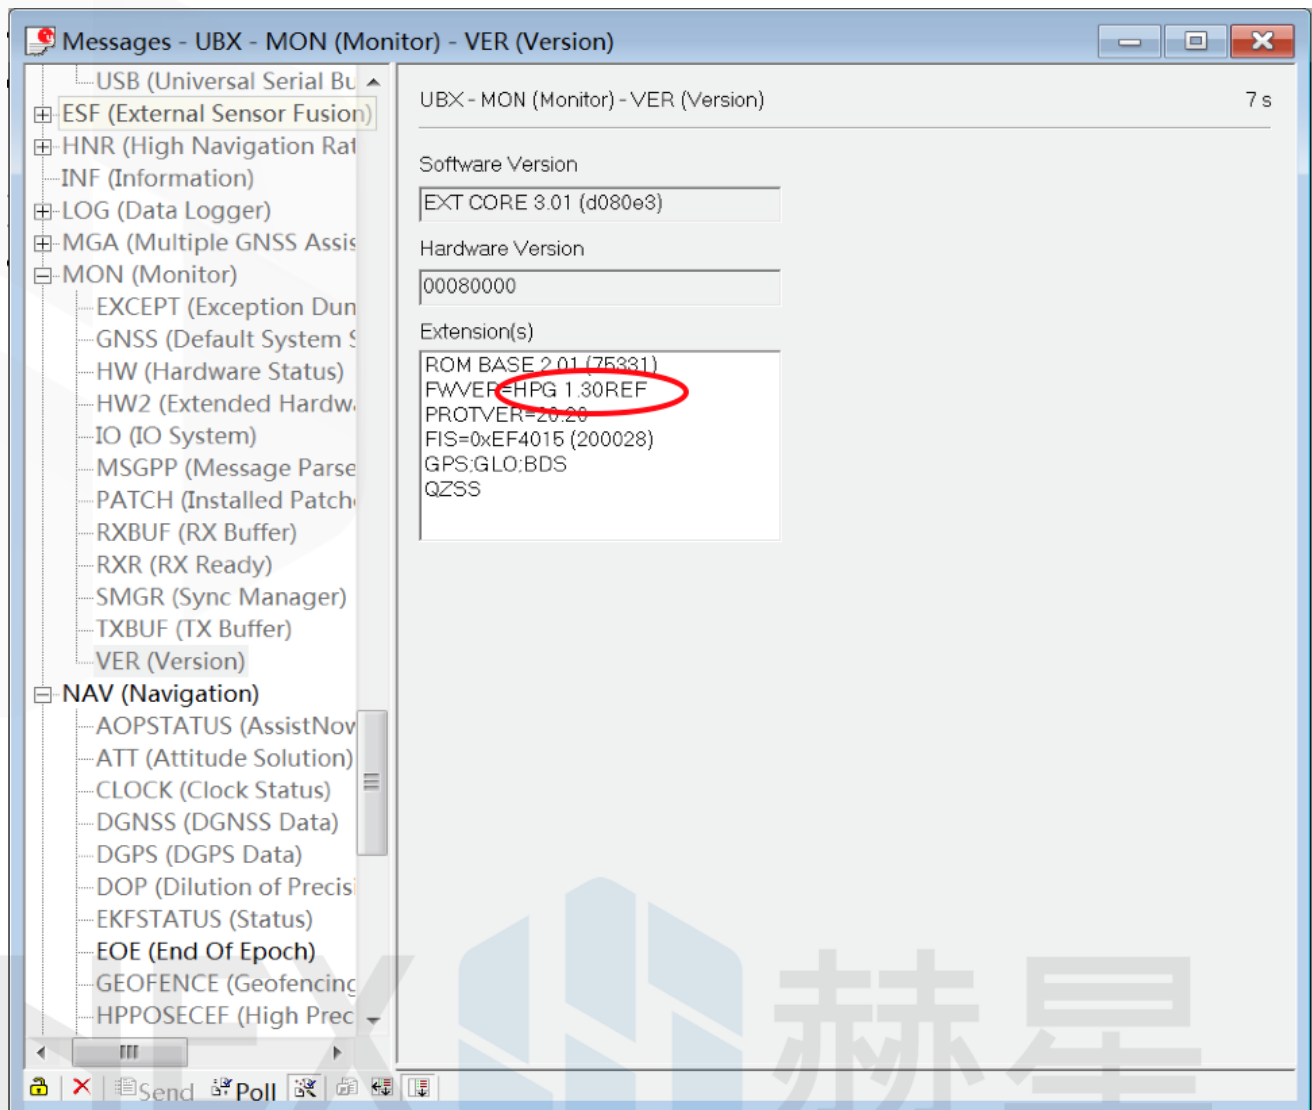 Messages - UBX - MON (Monitor) - VER (Version)
USB (Universal Serial Bu
ESF (External Sensor Fusion)
HNR (High Navigation Rat
INF (Information)
LOG (Data Logger)
MGA (Multiple GNSS Assis
MON (Monitor)
EXCEPT (Exception Dun
GNSS (Default System S
HW (Hardware Status)
HW2 (Extended Hardw
IO (IO System)
MSGPP (Message Parse
PATCH (Installed Patch
RXBUF (RX Buffer)
RXR (RX Ready)
SMGR (Sync Manager)
TXBUF (TX Buffer)
VER (Version)
NAV (Navigation)
AOPSTATUS (AssistNov
ATT (Attitude Solution)
CLOCK (Clock Status)
DGNSS (DGNSS Data)
DGPS (DGPS Data)
DOP (Dilution of Precisi
EKFSTATUS (Status)
EOE (End Of Epoch)
GEOFENCE (Geofencing
HPPOSECEF (High Prec
Send Poll
UBX - MON (Monitor) - VER (Version) 7 s
Software Version
EXT CORE 3.01 (d080e3)
Hardware Version
00080000
Extension(s)
ROM BASE 2.01 (75331)
FWVER=HPG 1.30REF
PROTVER=20.20
FIS=0xEF4015 (200028)
GPS;GLO;BDS
QZSS
赫星